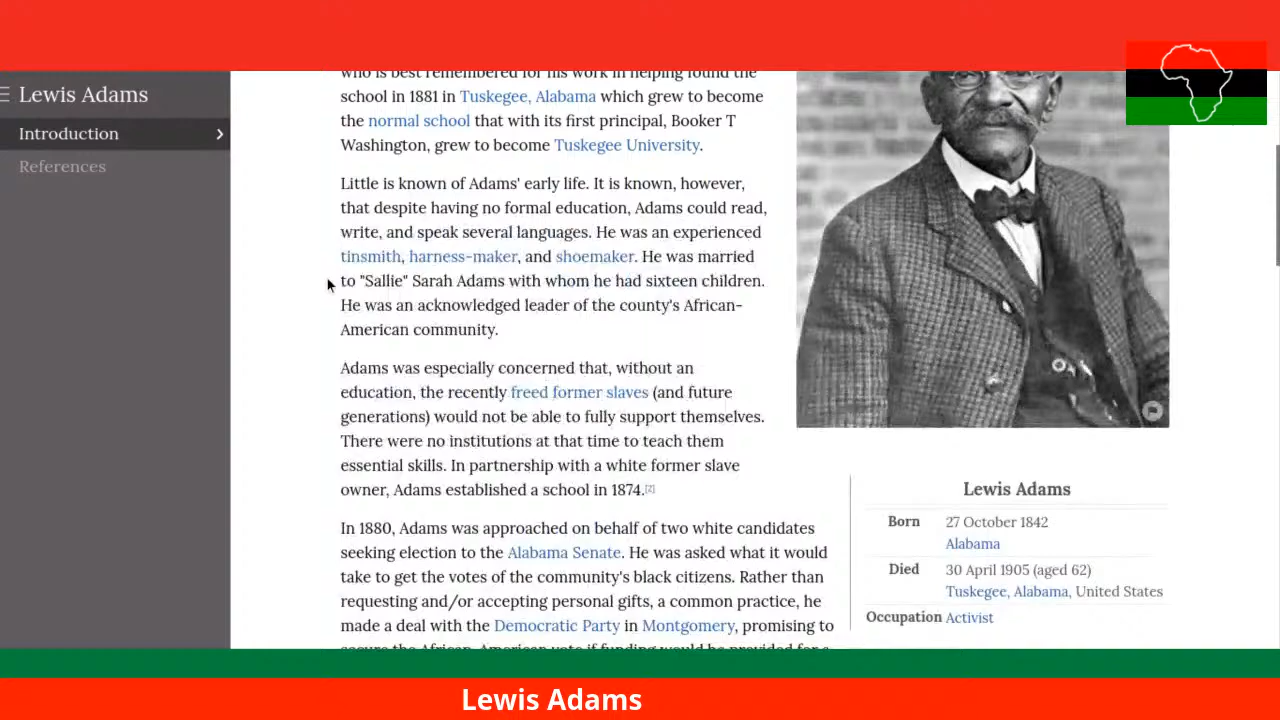 Lewis Adams
Introduction
References
who is best remembered for his work in helping found the
school in 1881 in Tuskegee, Alabama which grew to become
the normal school that with its first principal, Booker T
Washington, grew to become Tuskegee University.
Little is known of Adams' early life. It is known, however,
that despite having no formal education, Adams could read,
write, and speak several languages. He was an experienced
tinsmith, harness-maker, and shoemaker. He was married
to "Sallie" Sarah Adams with whom he had sixteen children.
He was an acknowledged leader of the county's African-
American community.
Adams was especially concerned that, without an
education, the recently freed former slaves (and future
generations) would not be able to fully support themselves.
There were no institutions at that time to teach them
essential skills. In partnership with a white former slave
owner, Adams established a school in 1874.[2]
In 1880, Adams was approached on behalf of two white candidates
seeking election to the Alabama Senate. He was asked what it would
take to get the votes of the community's black citizens. Rather than
requesting and/or accepting personal gifts, a common practice, he
made a deal with the Democratic Party in Montgomery, promising to
secure the African-American vote if funding would be provided for a
Lewis Adams
Born 27 October 1842
Alabama
Died 30 April 1905 (aged 62)
Tuskegee, Alabama, United States
Occupation Activist
Lewis Adams